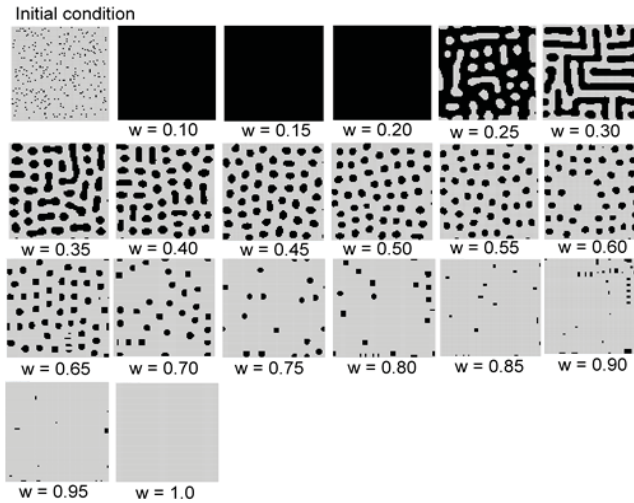 Initial condition
w = 0.10 w = 0.15 w = 0.20 w = 0.25 w = 0.30
w = 0.35 w = 0.40 w = 0.45 w = 0.50 w = 0.55 w = 0.60
w = 0.65 w = 0.70 w = 0.75 w = 0.80 w = 0.85 w = 0.90
w = 0.95 w = 1.0